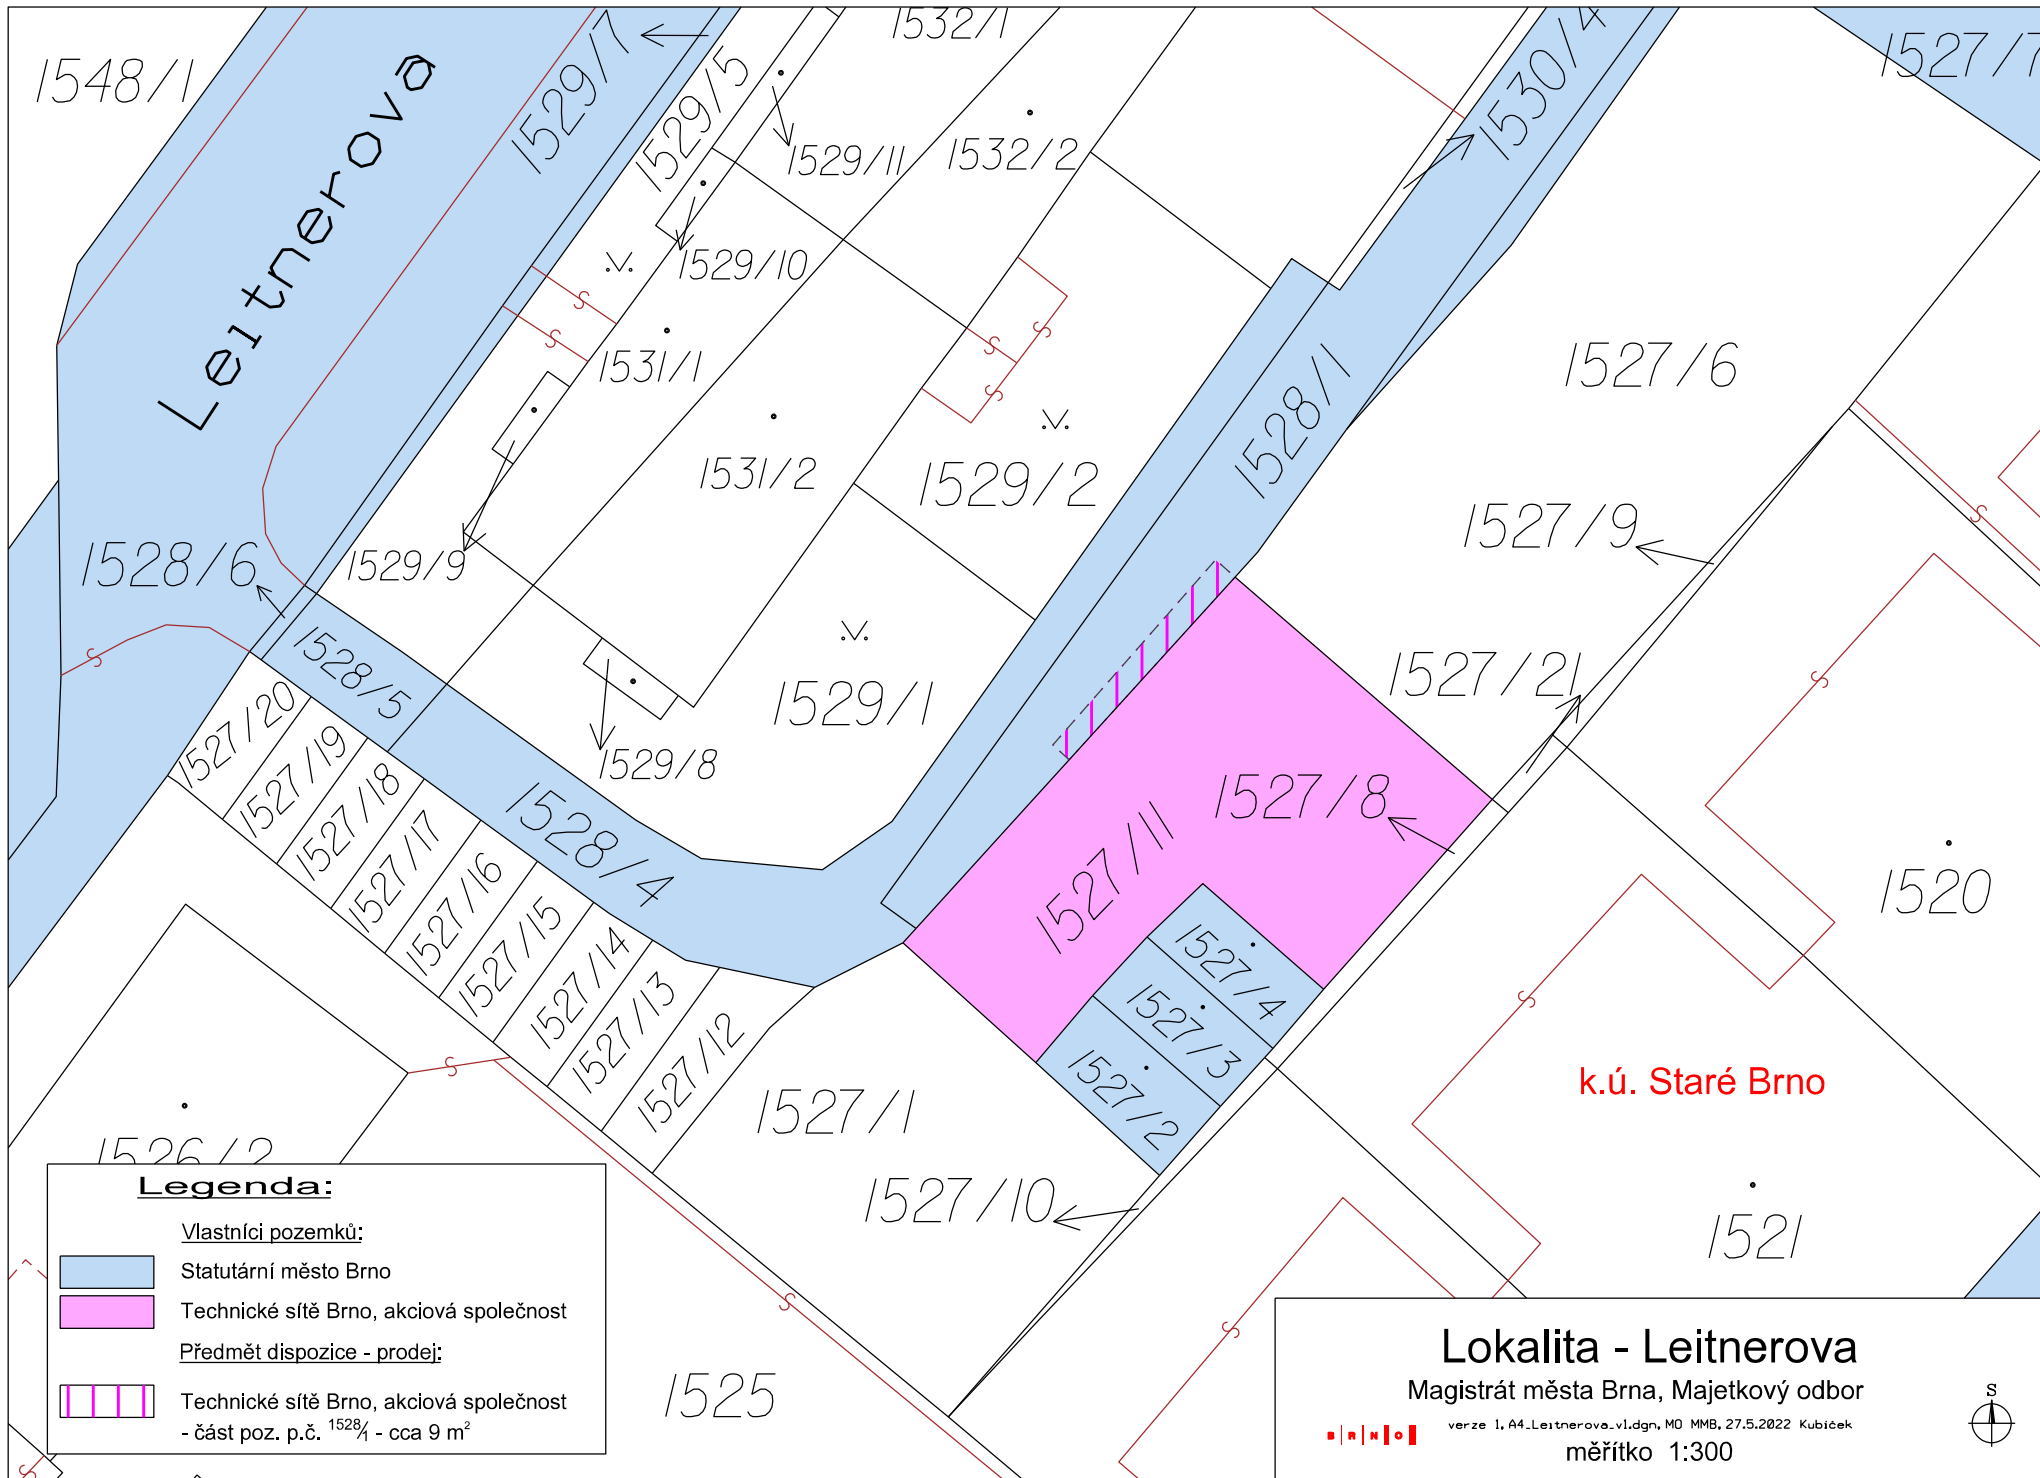 1548/1
Leitnerova
1529/7
1529/5
1532/1
1529/11
1532/2
1530/4
1527/7
1529/10
1531/1
1531/2
1529/2
1528/1
1527/6
1527/9
1528/6
1529/9
1528/5
1529/1
1529/8
1527/21
1527/20
1527/19
1527/18
1527/17
1527/16
1527/15
1527/14
1527/13
1527/12
1528/4
1527/8
1527/11
1527/4
1527/3
1527/2
1520
1527/1
k.ú. Staré Brno
1526/2
1527/10
1521
1525
Legenda:
Vlastníci pozemků:
Statutární město Brno
Technické sítě Brno, akciová společnost
Předmět dispozice - prodej:
Technické sítě Brno, akciová společnost
- část poz. p.č. 1528/1 - cca 9 m²
Lokalita - Leitnerova
Magistrát města Brna, Majetkový odbor
verze 1, A4_Leitnerova_v1.dgn, MO MMB, 27.5.2022 Kubíček
BRNO
měřítko 1:300
S